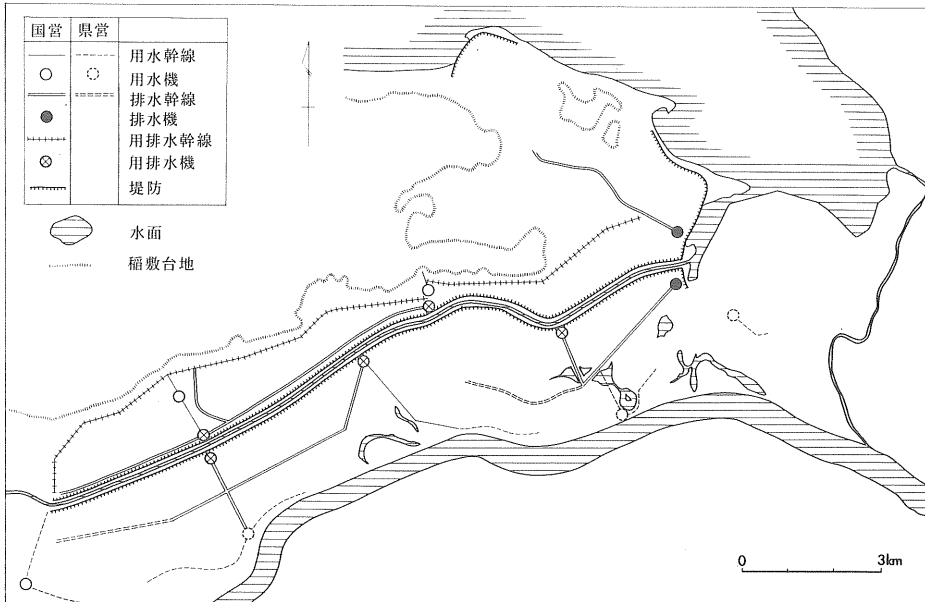 国営 県営
用水幹線
用水機
排水幹線
排水機
用排水幹線
用排水機
堤防
水面
稲敷台地
0 3km